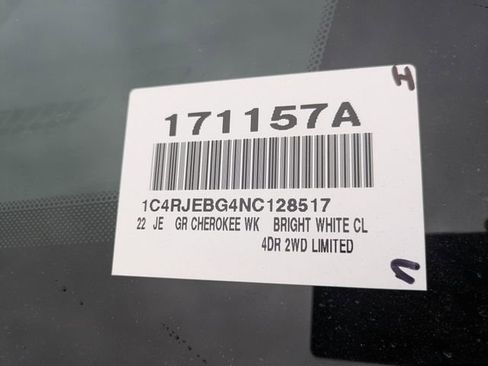 H
171157A
1C4RJEBG4NC128517
22 JE GR CHEROKEE WK BRIGHT WHITE CL
4DR 2WD LIMITED